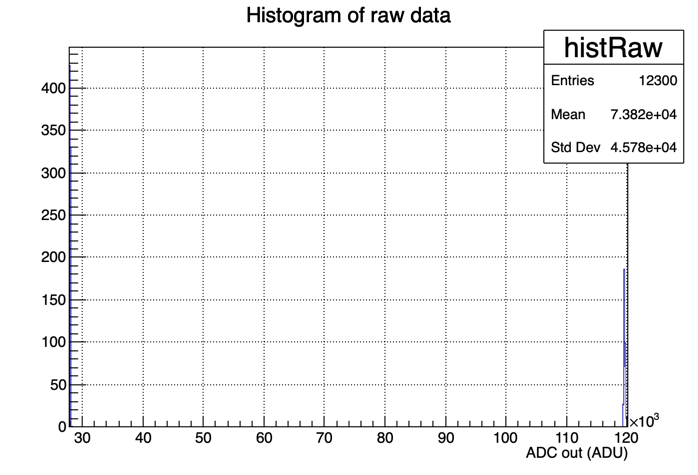 Histogram of raw data
histRaw
Entries 12300
Mean 7.382e+04
Std Dev 4.578e+04
400
350
300
250
200
150
100
50
0
30 40 50 60 70 80 90 100 110 120
×10³
ADC out (ADU)